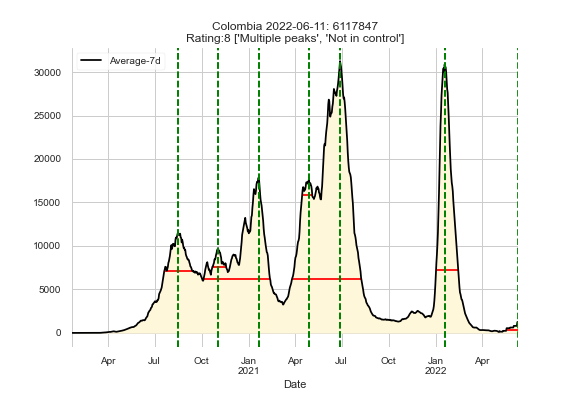 Colombia 2022-06-11: 6117847
Rating:8 ['Multiple peaks', 'Not in control']
Average-7d
30000
25000
20000
15000
10000
5000
0
Apr Jul Oct Jan Apr Jul Oct Jan Apr
2021 2022
Date